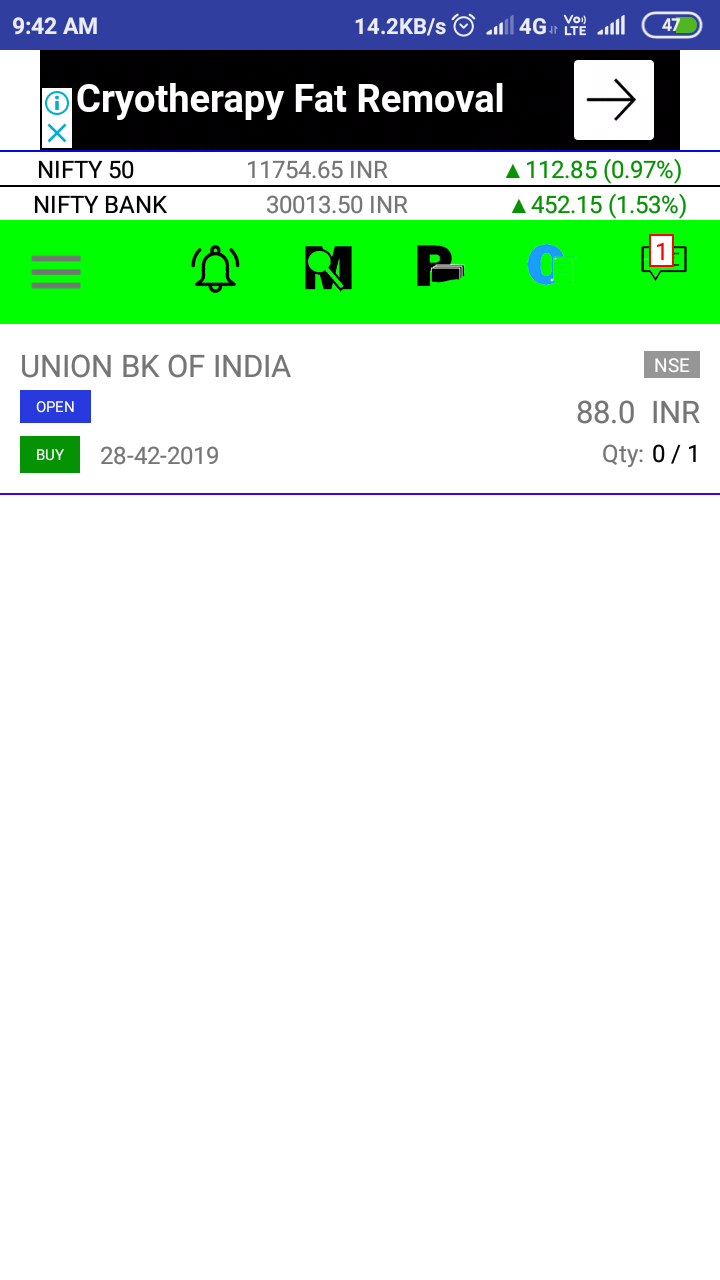 9:42 AM 14.2KB/s 4G Vo)) LTE 47
Cryotherapy Fat Removal
NIFTY 50 11754.65 INR ▲112.85 (0.97%)
NIFTY BANK 30013.50 INR ▲452.15 (1.53%)
M P O 1
UNION BK OF INDIA NSE
OPEN 88.0 INR
BUY 28-42-2019 Qty: 0 / 1